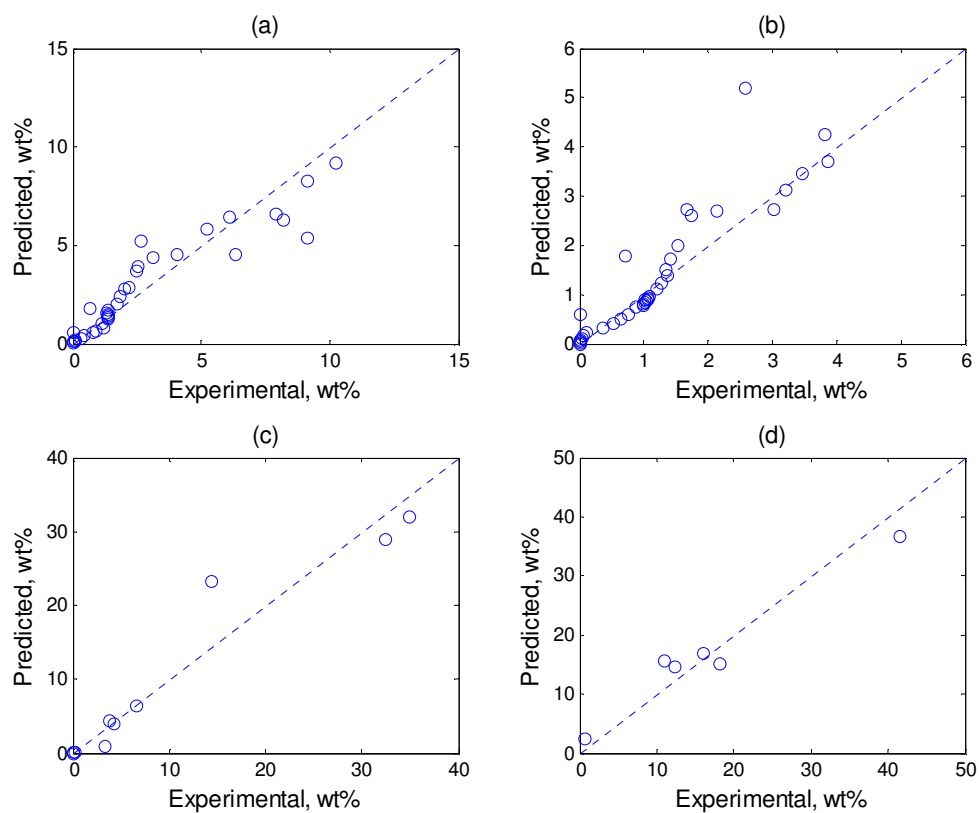 (a)
15
10
5
0
Predicted, wt%
0 5 10 15
Experimental, wt%
(b)
6
5
4
3
2
1
0
Predicted, wt%
0 1 2 3 4 5 6
Experimental, wt%
(c)
40
30
20
10
0
Predicted, wt%
0 10 20 30 40
Experimental, wt%
(d)
50
40
30
20
10
0
Predicted, wt%
0 10 20 30 40 50
Experimental, wt%